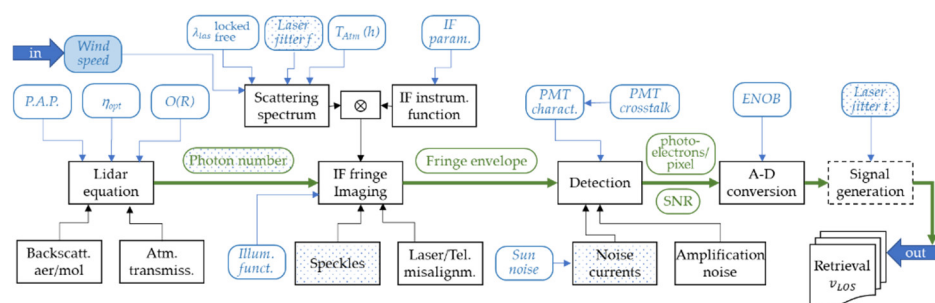 in
Wind
speed
λlas locked
free
Laser
jitter f
TAtm (h)
IF
param.
P.A.P.
ηopt
O(R)
Scattering
spectrum
⊗
IF instrum.
function
PMT
charact.
PMT
crosstalk
ENOB
Laser
jitter t.
Lidar
equation
Photon number
IF fringe
Imaging
Fringe envelope
Detection
photo-
electrons/
pixel
SNR
A-D
conversion
Signal
generation
Backscatt.
aer/mol
Atm.
transmiss.
Illum.
funct.
Speckles
Laser/Tel.
misalignm.
Sun
noise
Noise
currents
Amplification
noise
Retrieval
vLOS
out